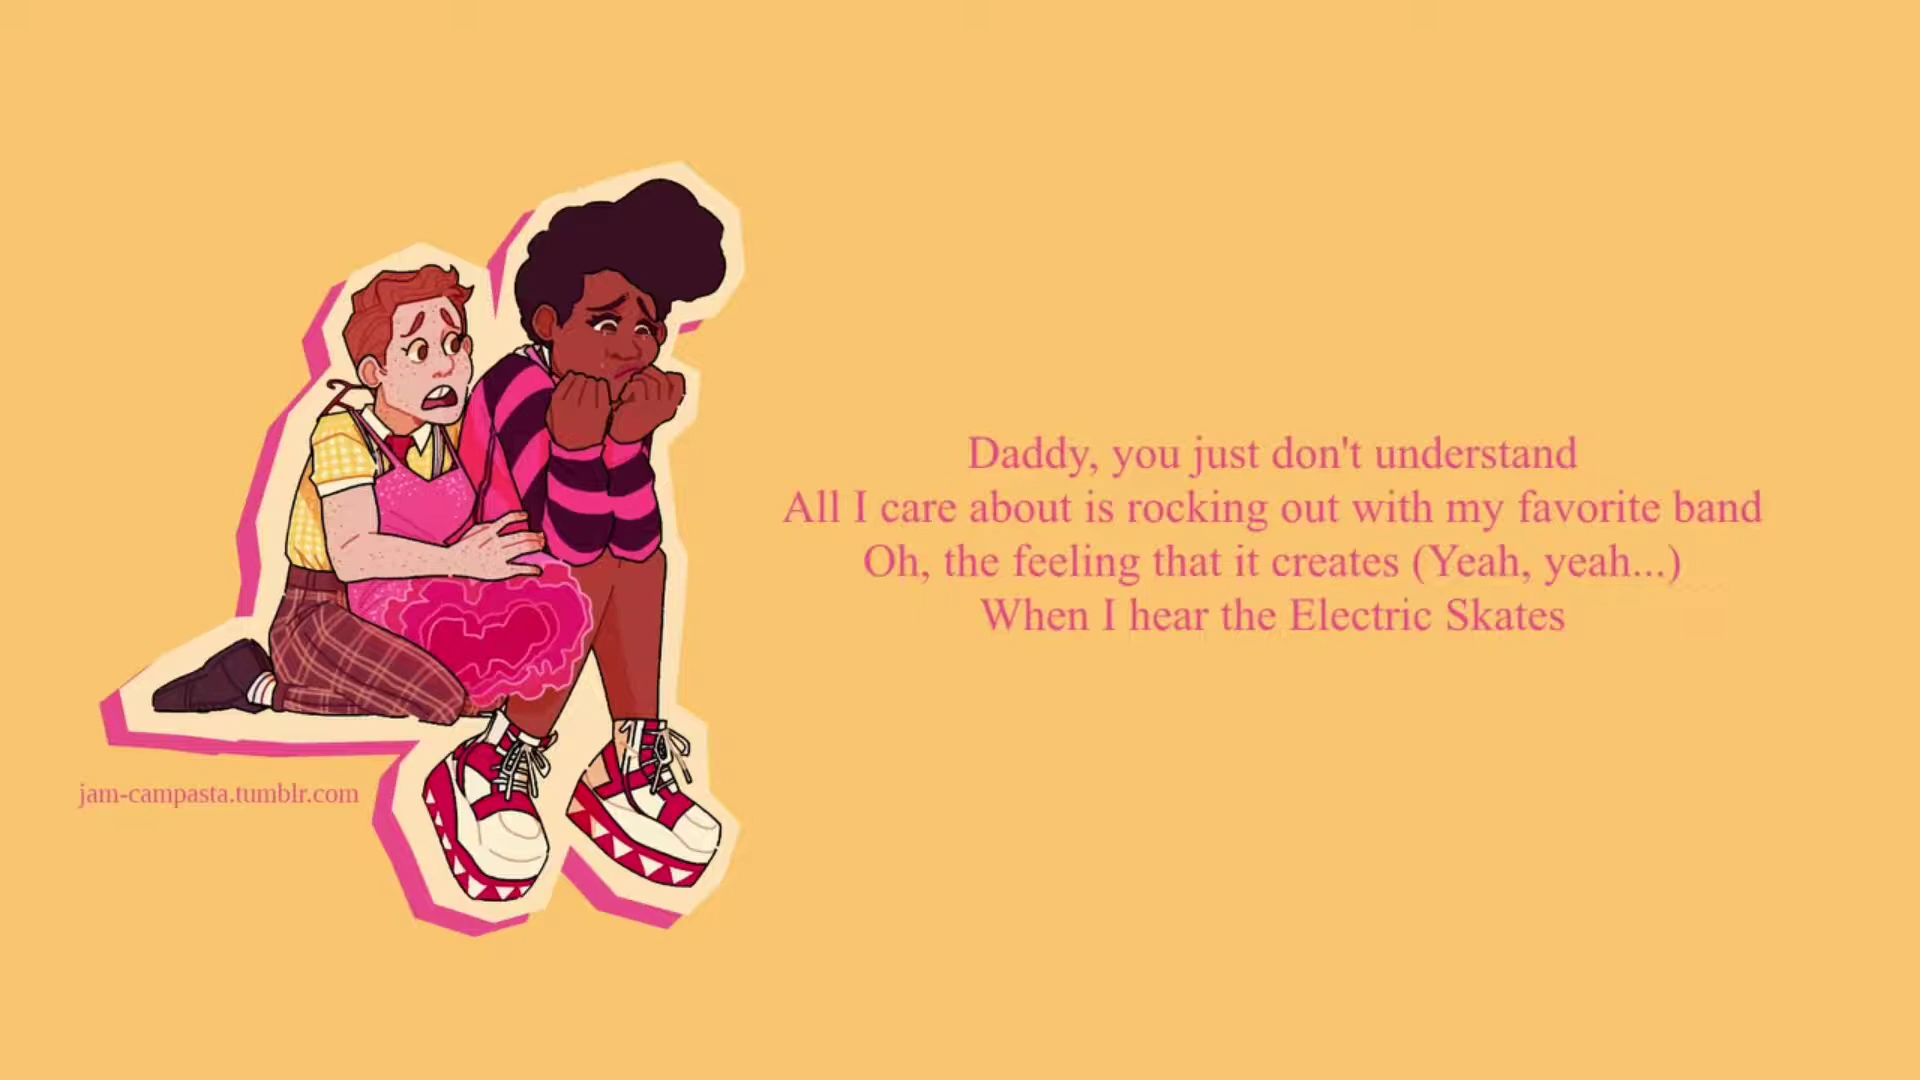 Daddy, you just don't understand
All I care about is rocking out with my favorite band
Oh, the feeling that it creates (Yeah, yeah...)
When I hear the Electric Skates
jam-campasta.tumblr.com